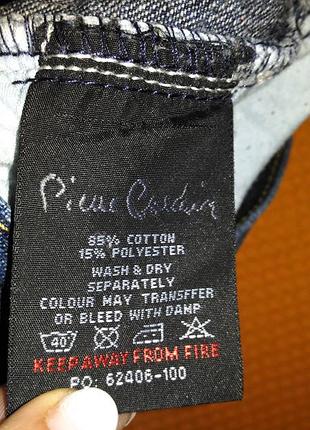 Pierre Cardin
85% COTTON
15% POLYESTER
WASH & DRY
SEPARATELY
COLOUR MAY TRANSFER
OR BLEED WITH DAMP
40°
KEEP AWAY FROM FIRE
PO: 62406-100